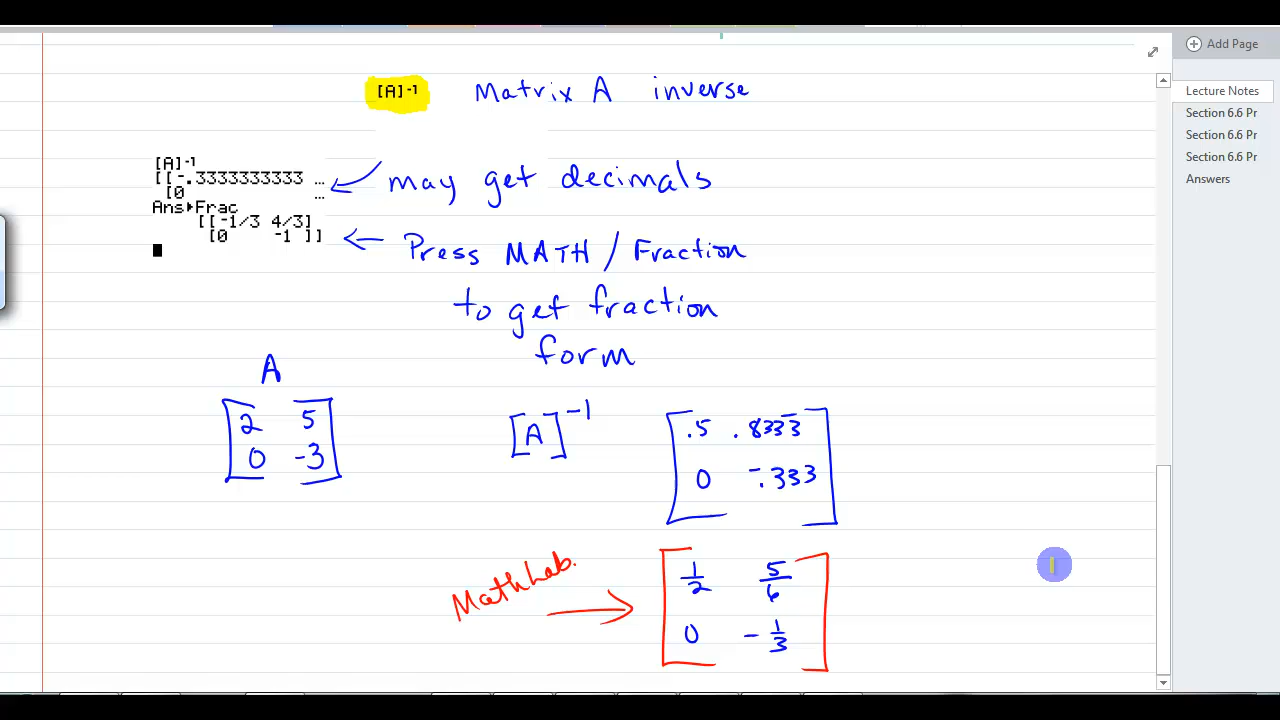 Add Page
Lecture Notes
Section 6.6 Pr
Section 6.6 Pr
Section 6.6 Pr
Answers
[A]-1 Matrix A inverse
[A]-1
[[-.3333333333 …
[0 …
Ans▸Frac
[[-1/3 4/3]
[0 -1 ]]
may get decimals
Press MATH / Fraction
to get fraction
form
A
2 5
0 -3
[A]-1
.5 .8333
0 -.333
MathLab.
1/2 5/6
0 -1/3